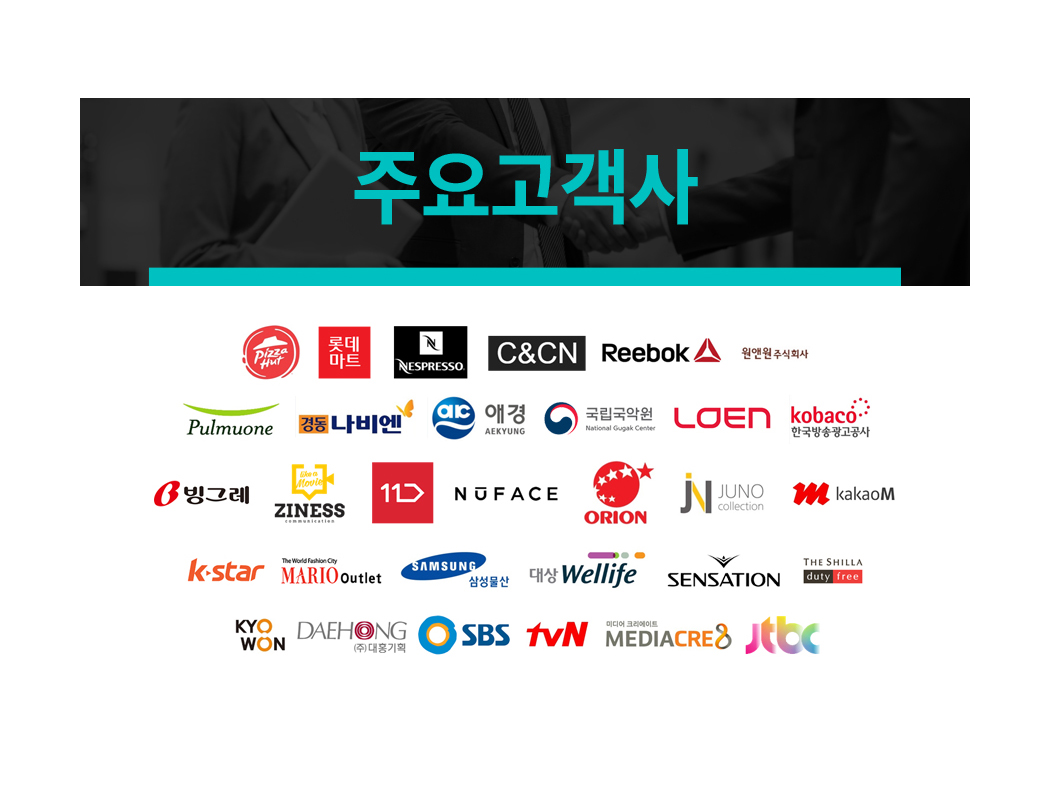 주요고객사
Pizza Hut
롯데마트
NESPRESSO
C&CN
Reebok
원앤원 주식회사
Pulmuone
경동 나비엔
aic 애경 AEKYUNG
국립국악원 National Gugak Center
LOEN
kobaco 한국방송광고공사
빙그레
like a Movie ZINESS communication
11
NUFACE
ORION
JN JUNO collection
m kakaoM
k-star
The World Fashion City MARIO Outlet
SAMSUNG 삼성물산
대상 Wellife
SENSATION
THE SHILLA duty free
KYOWON
DAEHONG (주)대홍기획
SBS
tvN
미디어 크리에이트 MEDIACRE8
jtbc